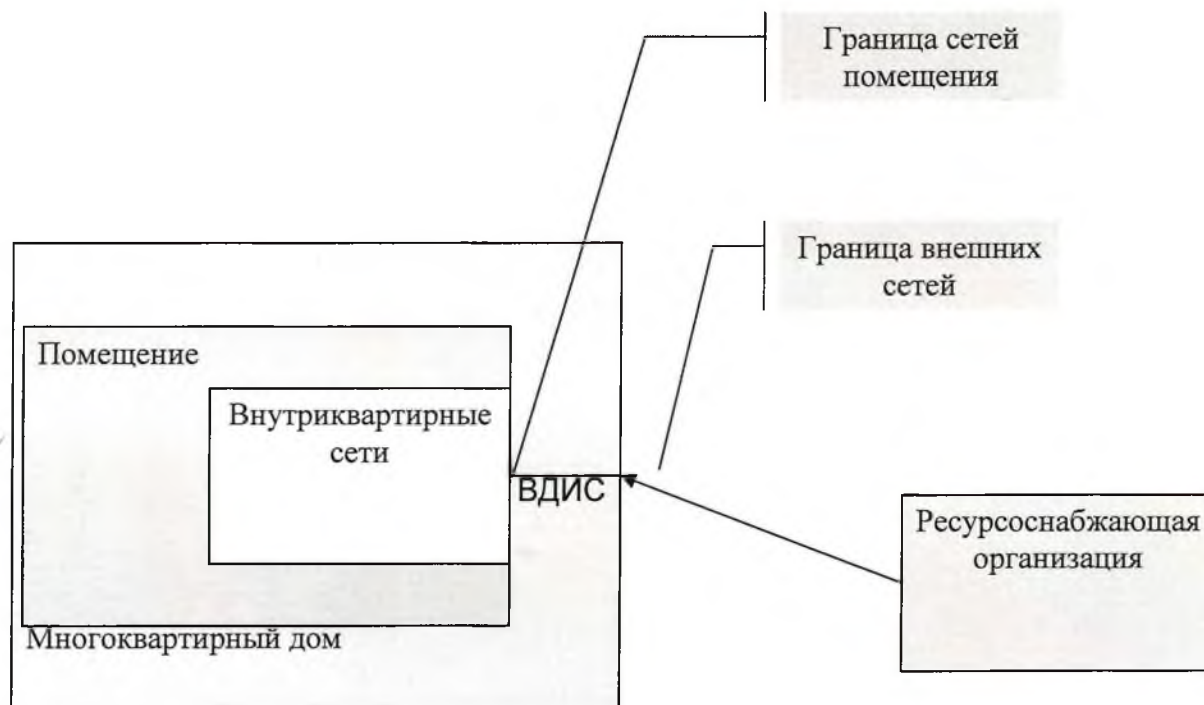 Граница сетей
помещения
Граница внешних
сетей
Помещение
Внутриквартирные
сети
ВДИС
Ресурсоснабжающая
организация
Многоквартирный дом